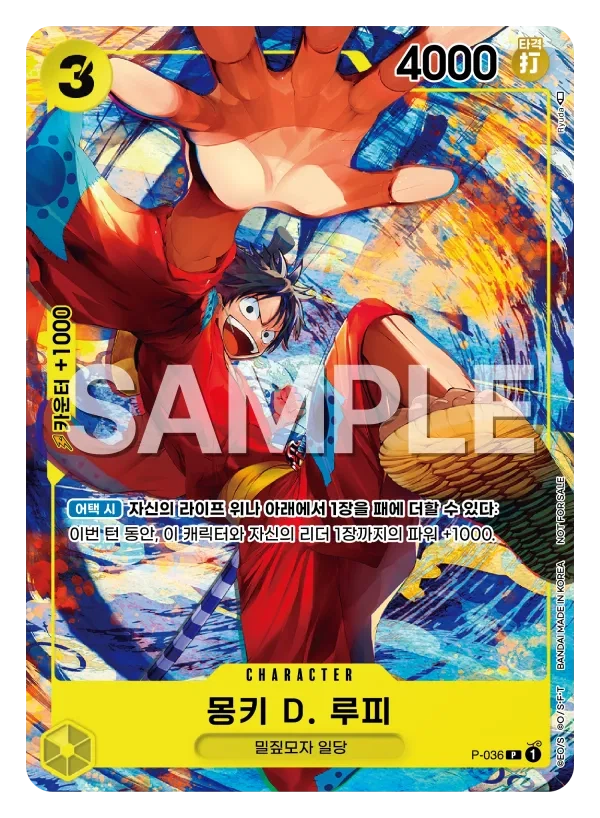 3
4000
타격
打
Ryuda
카운터 +1000
SAMPLE
어택 시 자신의 라이프 위나 아래에서 1장을 패에 더할 수 있다:
이번 턴 동안, 이 캐릭터와 자신의 리더 1장까지의 파워 +1000.
CHARACTER
몽키 D. 루피
밀짚모자 일당
P-036 P 1
©E.O/S. ©O/S·F·T BANDAI MADE IN KOREA NOT FOR SALE